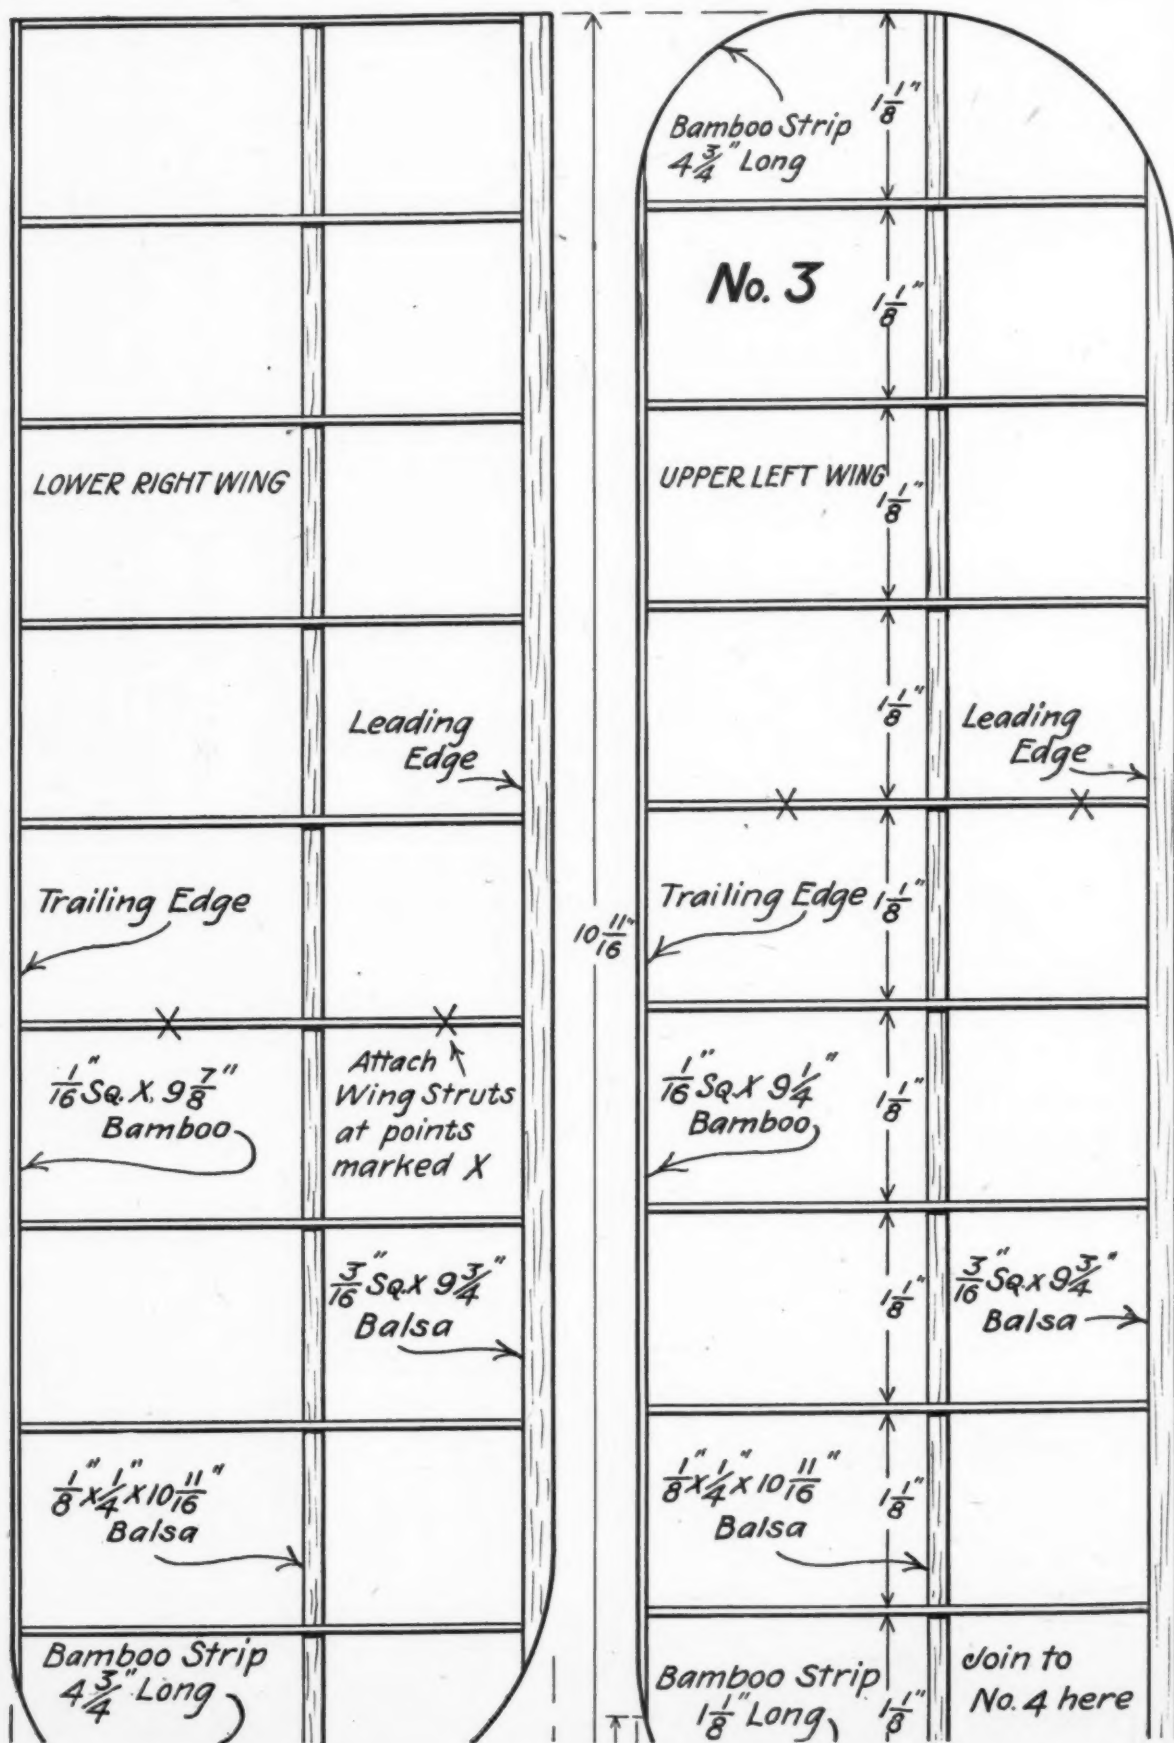 LOWER RIGHT WING
Leading
Edge
Trailing Edge
1/16" Sq. X 9 7/8"
Bamboo
Attach
Wing Struts
at points
marked X
3/16" Sq. X 9 3/4"
Balsa
1/8" X 1/4" X 10 11/16"
Balsa
Bamboo Strip
4 3/4" Long
10 11/16"
Bamboo Strip
4 3/4" Long
1 1/8"
No. 3
1 1/8"
UPPER LEFT WING
1 1/8"
1 1/8"
Leading
Edge
X
X
X
X
Trailing Edge
1 1/8"
1/16" Sq. X 9 1/4"
Bamboo
1 1/8"
3/16" Sq. X 9 3/4"
Balsa
1 1/8"
1/8" X 1/4" X 10 11/16"
Balsa
1 1/8"
Bamboo Strip
1 1/8" Long
1 1/8"
Join to
No. 4 here